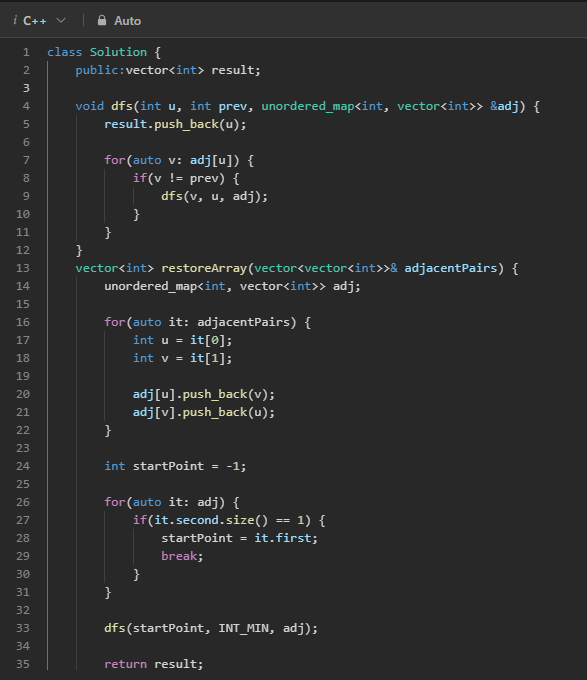 i C++ Auto
1 class Solution {
2 public:vector<int> result;
3
4 void dfs(int u, int prev, unordered_map<int, vector<int>> &adj) {
5 result.push_back(u);
6
7 for(auto v: adj[u]) {
8 if(v != prev) {
9 dfs(v, u, adj);
10 }
11 }
12 }
13 vector<int> restoreArray(vector<vector<int>>& adjacentPairs) {
14 unordered_map<int, vector<int>> adj;
15
16 for(auto it: adjacentPairs) {
17 int u = it[0];
18 int v = it[1];
19
20 adj[u].push_back(v);
21 adj[v].push_back(u);
22 }
23
24 int startPoint = -1;
25
26 for(auto it: adj) {
27 if(it.second.size() == 1) {
28 startPoint = it.first;
29 break;
30 }
31 }
32
33 dfs(startPoint, INT_MIN, adj);
34
35 return result;